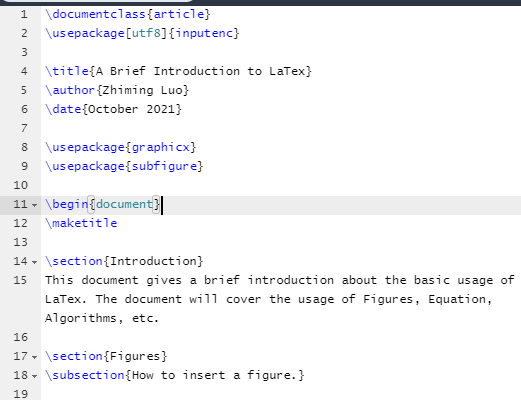 1 \documentclass{article}
2 \usepackage[utf8]{inputenc}
3
4 \title{A Brief Introduction to LaTex}
5 \author{Zhiming Luo}
6 \date{October 2021}
7
8 \usepackage{graphicx}
9 \usepackage{subfigure}
10
11 \begin{document}
12 \maketitle
13
14 \section{Introduction}
15 This document gives a brief introduction about the basic usage of
LaTex. The document will cover the usage of Figures, Equation,
Algorithms, etc.
16
17 \section{Figures}
18 \subsection{How to insert a figure.}
19